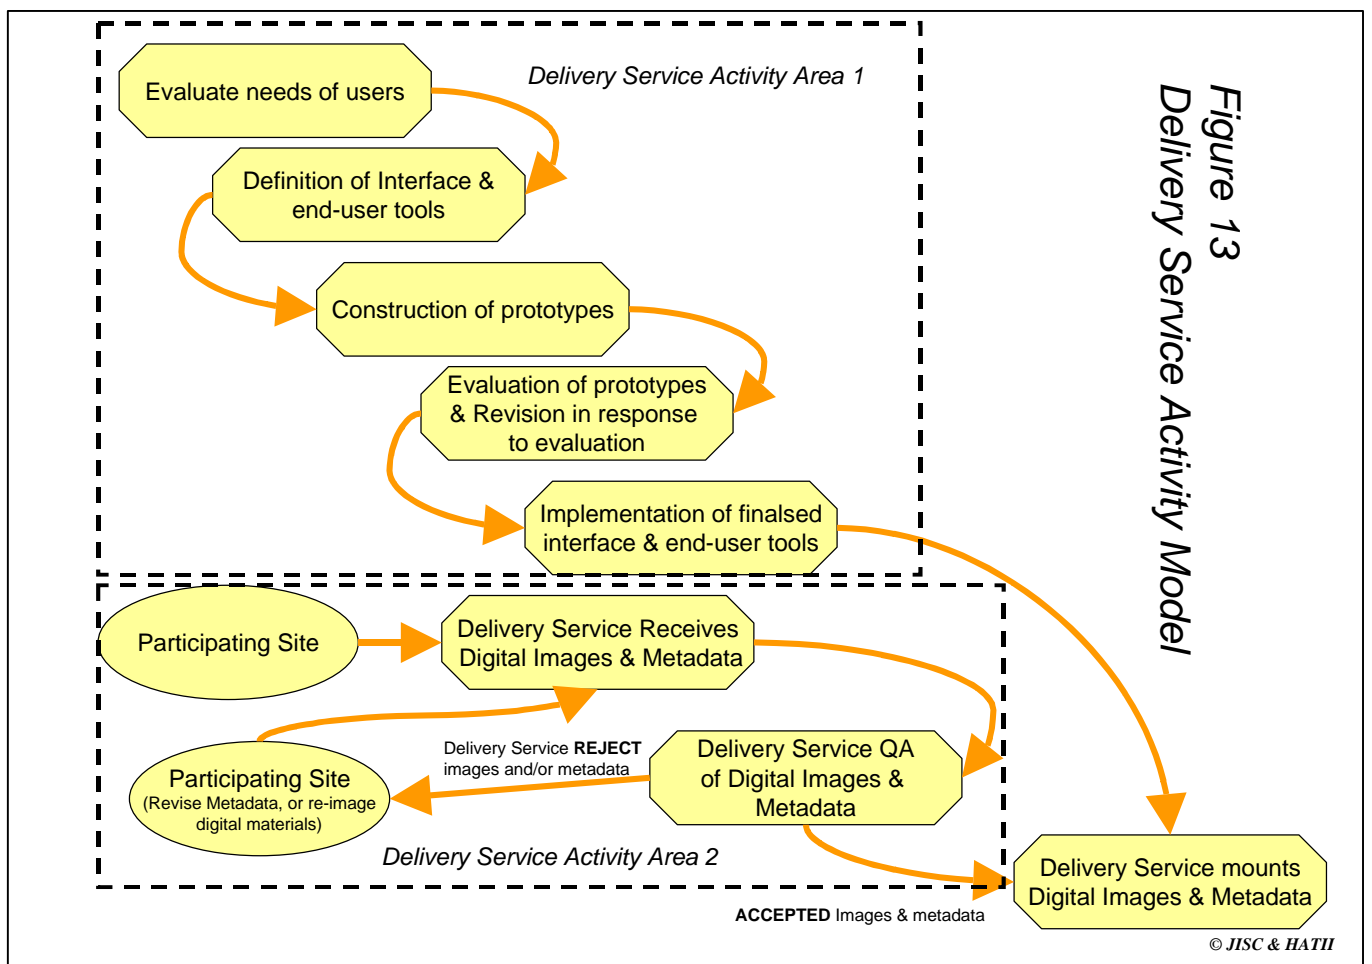 Figure 13
Delivery Service Activity Model
Delivery Service Activity Area 1
Evaluate needs of users
Definition of Interface &
end-user tools
Construction of prototypes
Evaluation of prototypes
& Revision in response
to evaluation
Implementation of finalsed
interface & end-user tools
Participating Site
Delivery Service Receives
Digital Images & Metadata
Delivery Service REJECT
images and/or metadata
Delivery Service QA
of Digital Images &
Metadata
Participating Site
(Revise Metadata, or re-image
digital materials)
Delivery Service Activity Area 2
Delivery Service mounts
Digital Images & Metadata
ACCEPTED Images & metadata
© JISC & HATII